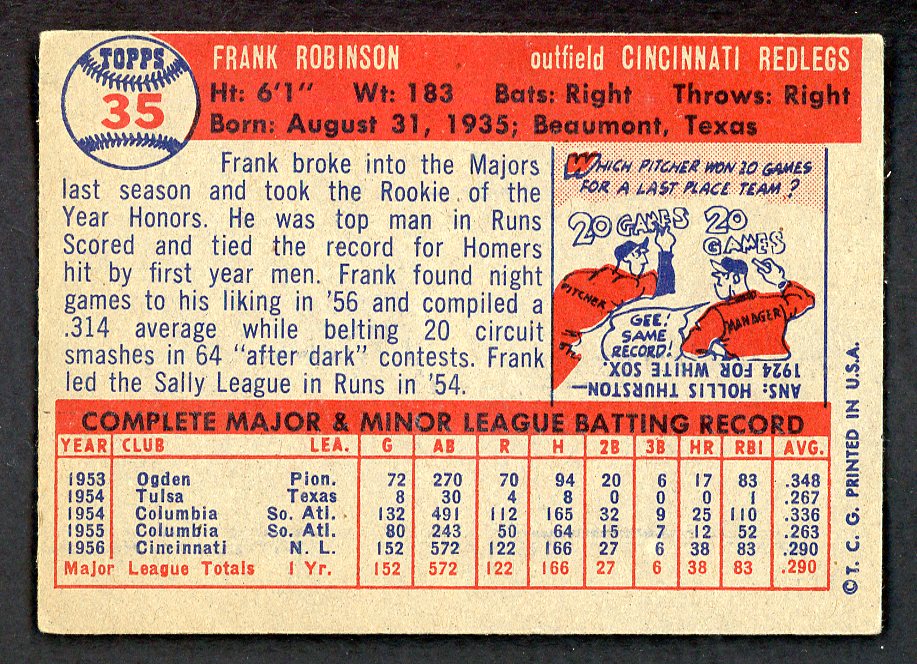 TOPPS
35
FRANK ROBINSON outfield CINCINNATI REDLEGS
Ht: 6'1" Wt: 183 Bats: Right Throws: Right
Born: August 31, 1935; Beaumont, Texas
Frank broke into the Majors
last season and took the Rookie of the
Year Honors. He was top man in Runs
Scored and tied the record for Homers
hit by first year men. Frank found night
games to his liking in '56 and compiled a
.314 average while belting 20 circuit
smashes in 64 "after dark" contests. Frank
led the Sally League in Runs in '54.
WHICH PITCHER WON 20 GAMES
FOR A LAST PLACE TEAM?
20 GAMES
20
GAMES
PITCHER
MANAGER
GEE!
SAME
RECORD!
ANS: HOLLIS THURSTON—
1924 FOR WHITE SOX.
COMPLETE MAJOR & MINOR LEAGUE BATTING RECORD
YEAR CLUB LEA. G AB R H 2B 3B HR RBI AVG.
1953 Ogden Pion. 72 270 70 94 20 6 17 83 .348
1954 Tulsa Texas 8 30 4 8 0 0 0 1 .267
1954 Columbia So. Atl. 132 491 112 165 32 9 25 110 .336
1955 Columbia So. Atl. 80 243 50 64 15 7 12 52 .263
1956 Cincinnati N. L. 152 572 122 166 27 6 38 83 .290
Major League Totals 1 Yr. 152 572 122 166 27 6 38 83 .290
© T. C. G. PRINTED IN U.S.A.